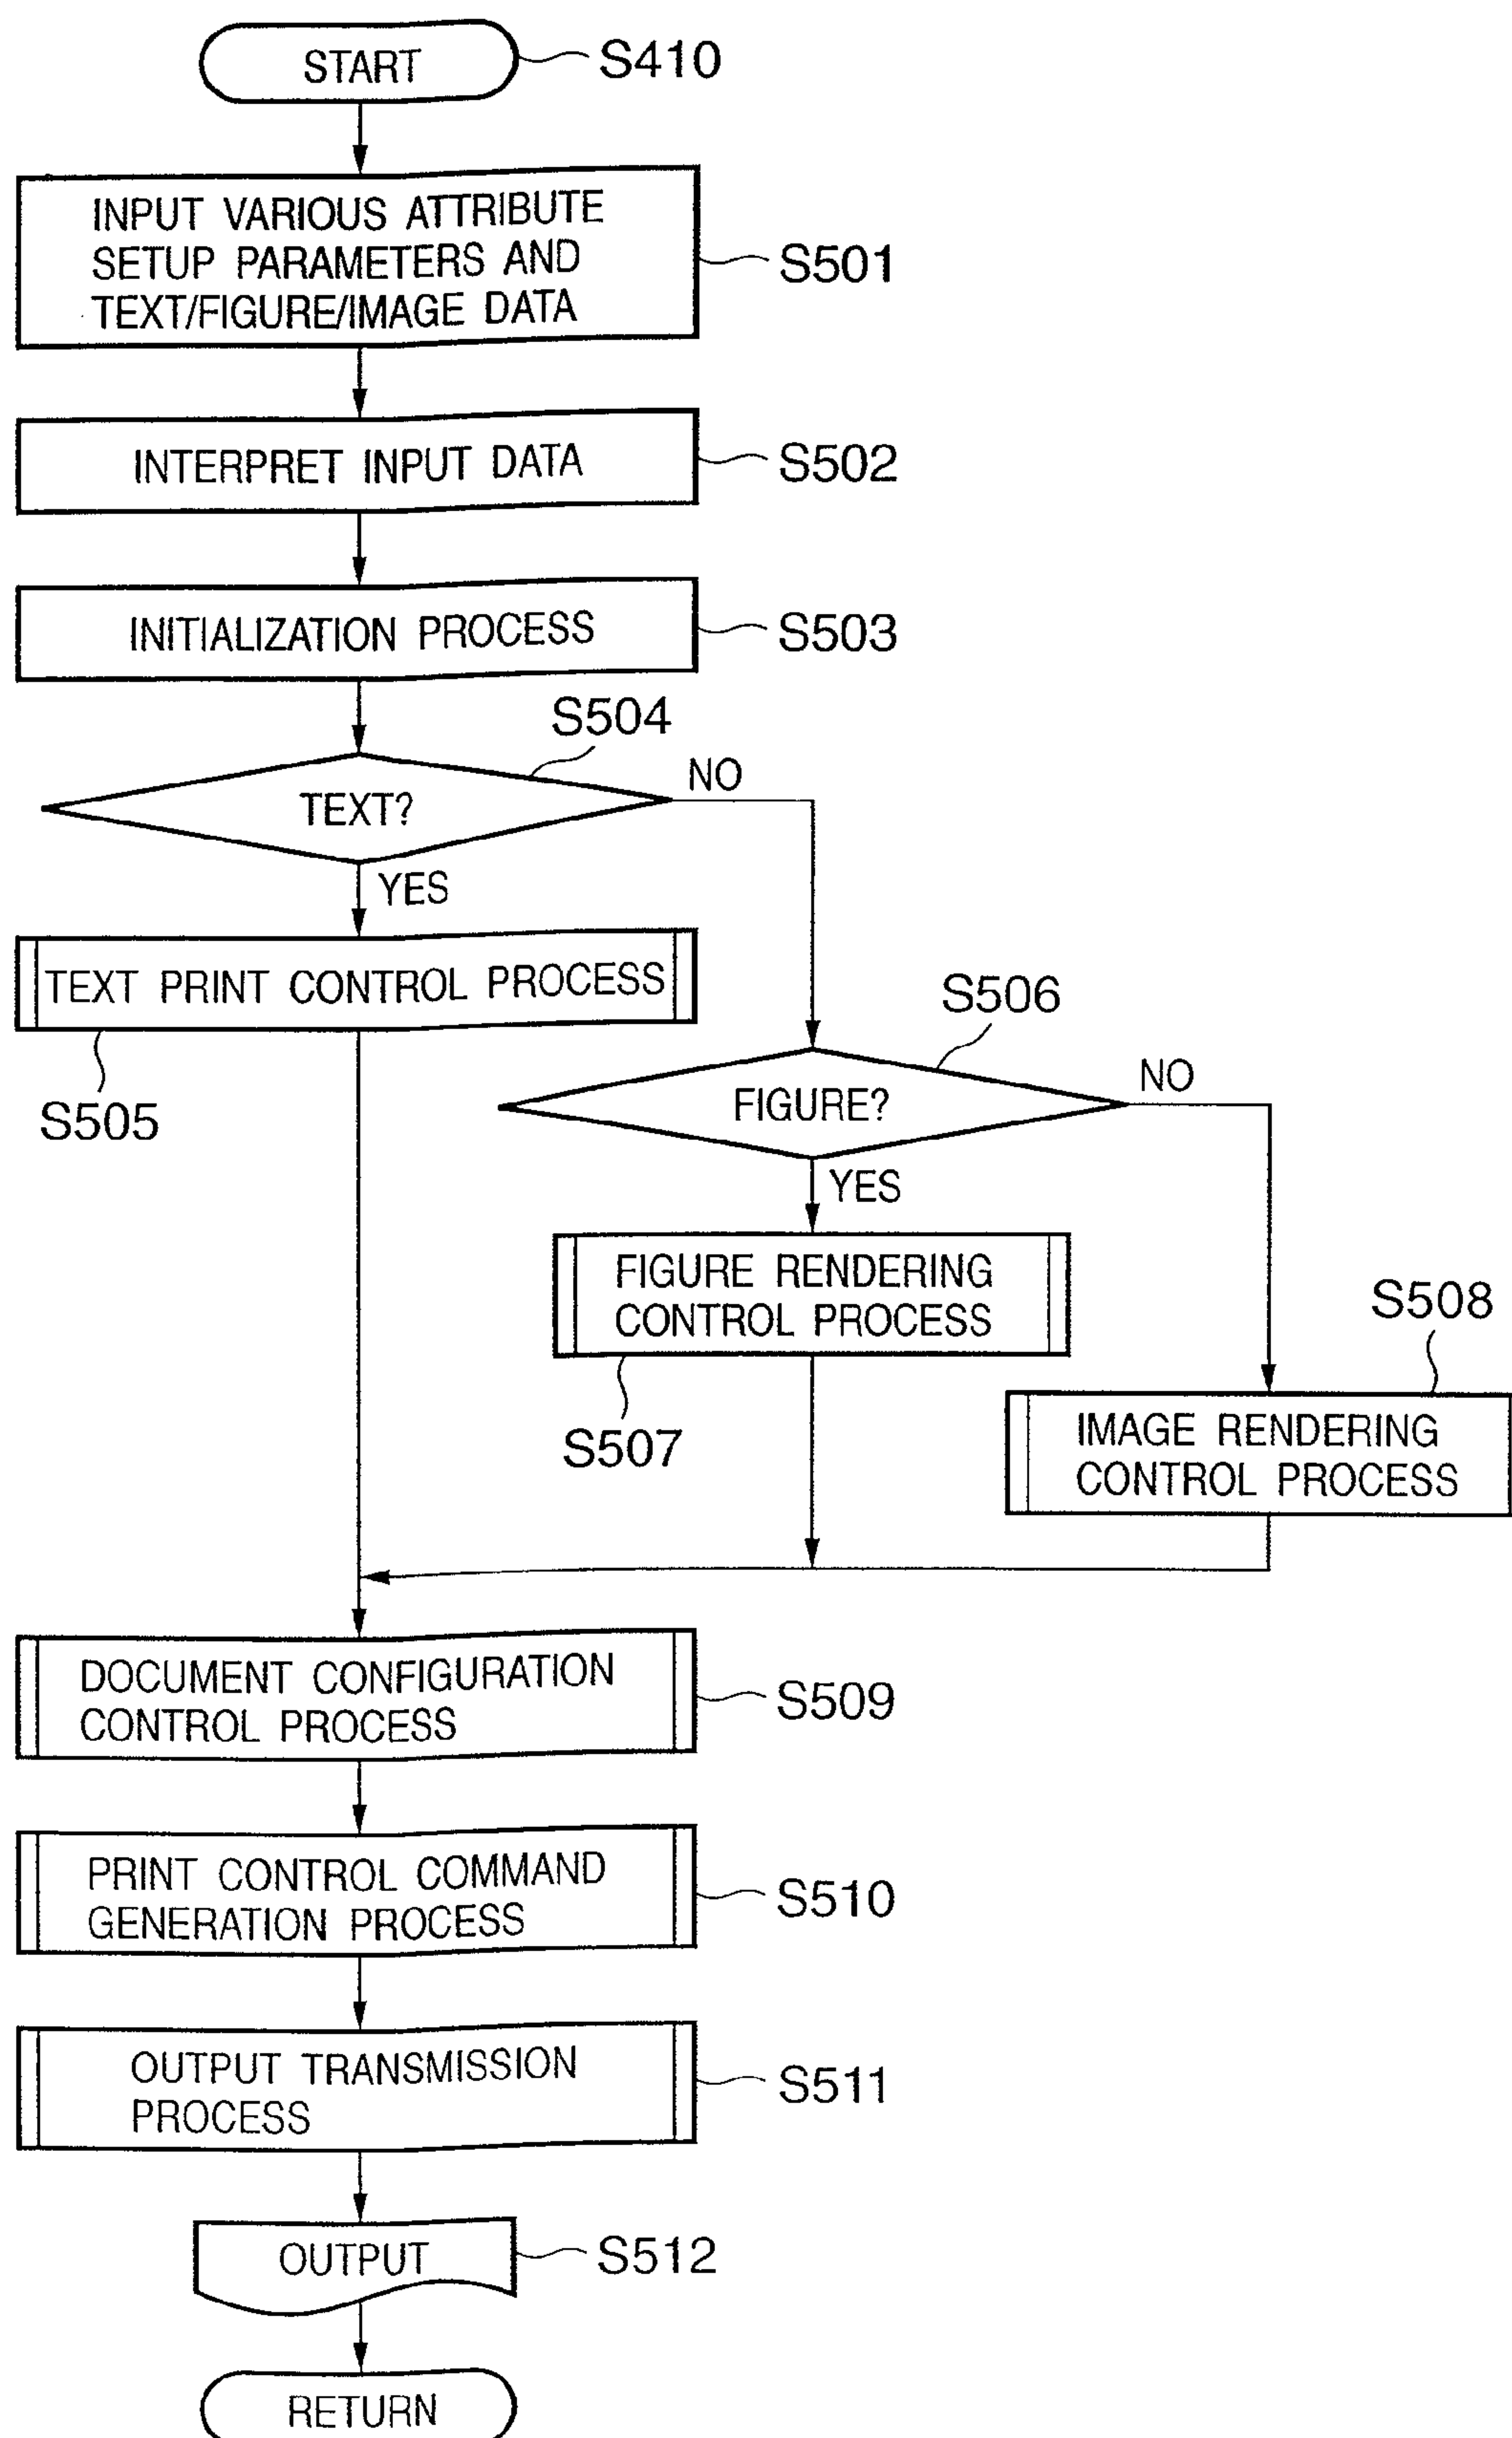 START
S410
INPUT VARIOUS ATTRIBUTE
SETUP PARAMETERS AND
TEXT/FIGURE/IMAGE DATA
S501
INTERPRET INPUT DATA
S502
INITIALIZATION PROCESS
S503
S504
TEXT?
NO
YES
TEXT PRINT CONTROL PROCESS
S505
S506
FIGURE?
NO
YES
FIGURE RENDERING
CONTROL PROCESS
S507
S508
IMAGE RENDERING
CONTROL PROCESS
DOCUMENT CONFIGURATION
CONTROL PROCESS
S509
PRINT CONTROL COMMAND
GENERATION PROCESS
S510
OUTPUT TRANSMISSION
PROCESS
S511
OUTPUT
S512
RETURN